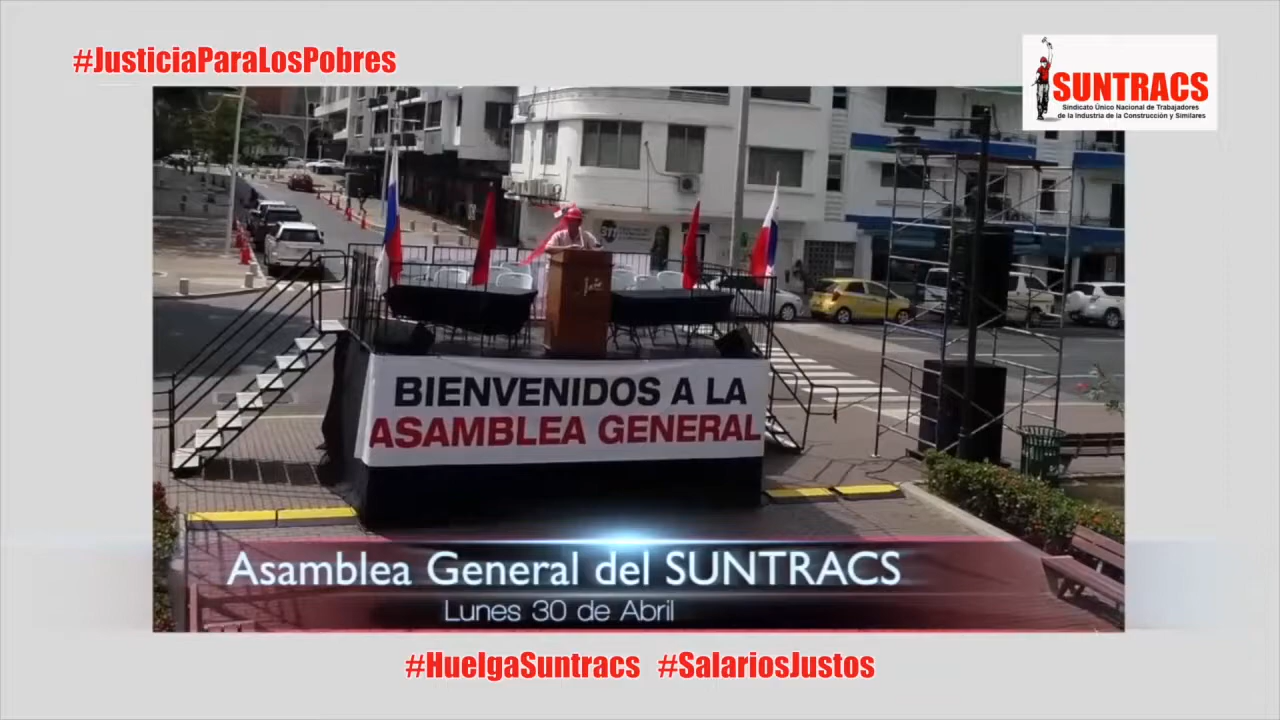 #JusticiaParaLosPobres
SUNTRACS
Sindicato Único Nacional de Trabajadores
de la Industria de la Construcción y Similares
BIENVENIDOS A LA
ASAMBLEA GENERAL
Asamblea General del SUNTRACS
Lunes 30 de Abril
#HuelgaSuntracs #SalariosJustos